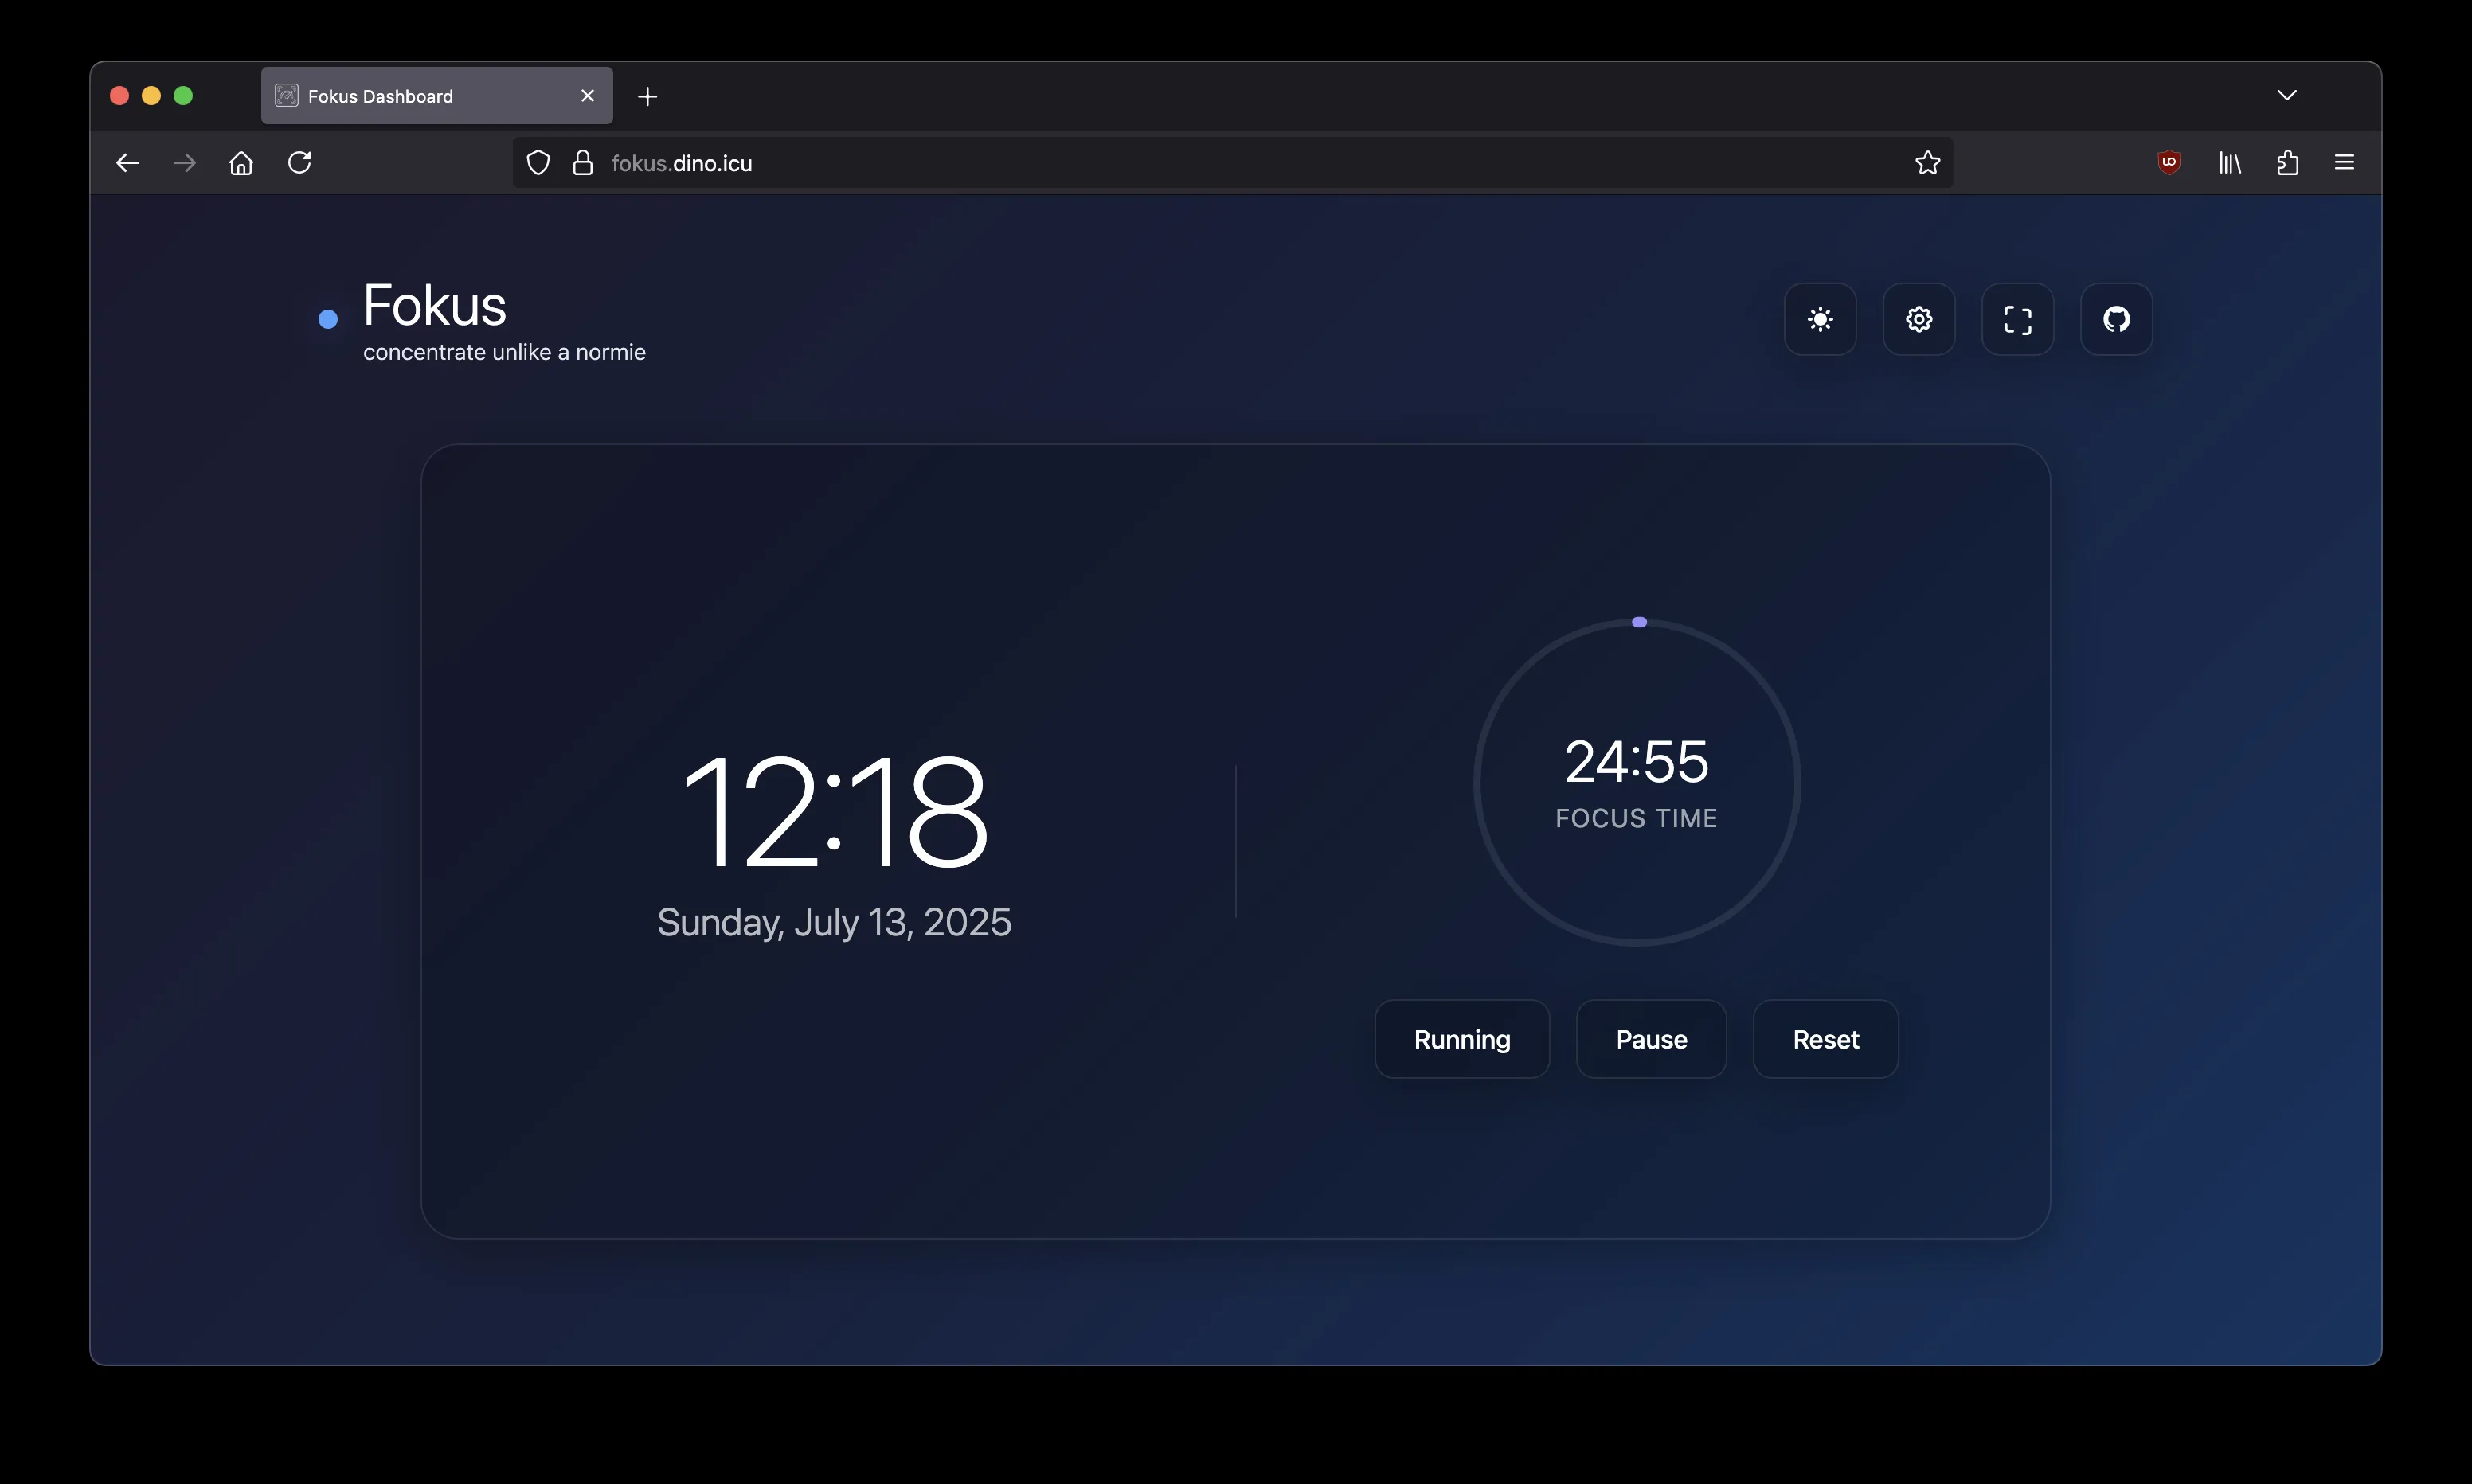 Fokus Dashboard
fokus.dino.icu
Fokus
concentrate unlike a normie
12:18
Sunday, July 13, 2025
24:55
FOCUS TIME
Running
Pause
Reset